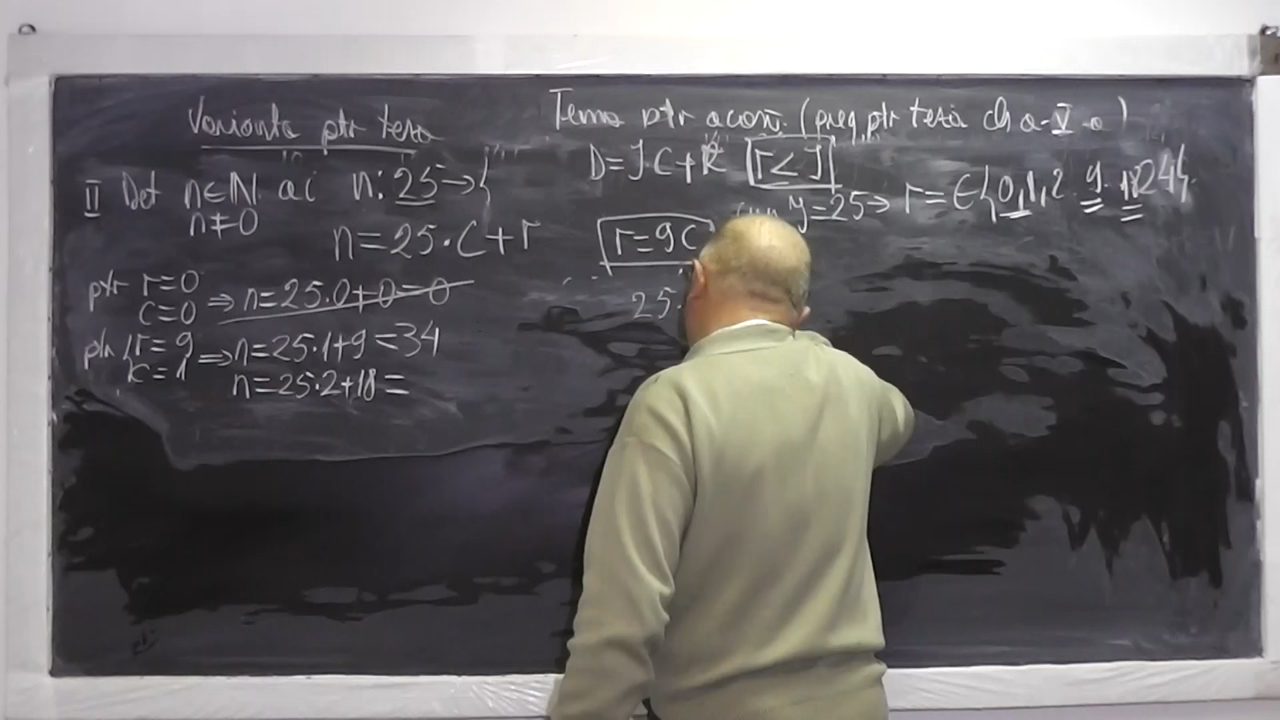 Varianta ptr teza
II Det n∈N ai n:25→{
n≠0
n=25·C+r
ptr r=0
C=0 ⇒ n=25·0+0=0
ptr r=9
C=1 ⇒ n=25·1+9=34
n=25·2+18=
Tema ptr acasă (preg ptr teza cls a-V-a)
D=Î·C+R r<Î
Î=25⇒ r=∈{0,1,2 9 18 24}
r=9C
25